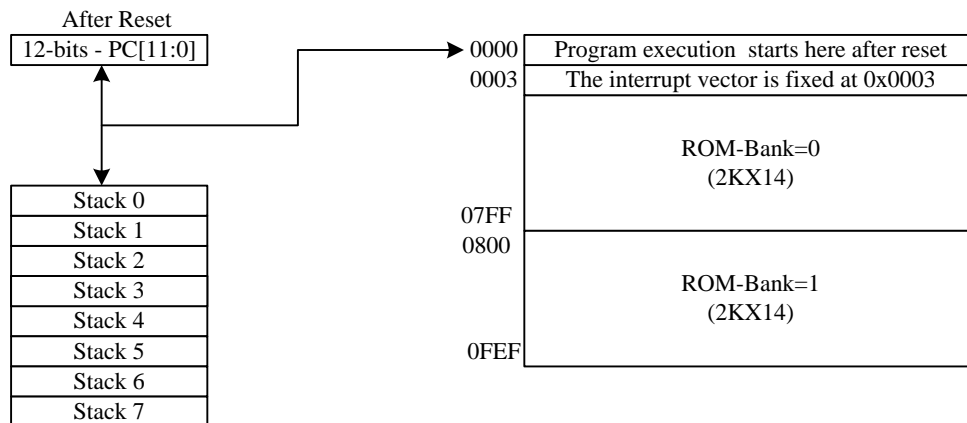 After Reset
12-bits - PC[11:0]
Stack 0
Stack 1
Stack 2
Stack 3
Stack 4
Stack 5
Stack 6
Stack 7
0000
Program execution starts here after reset
0003
The interrupt vector is fixed at 0x0003
ROM-Bank=0
(2KX14)
07FF
0800
ROM-Bank=1
(2KX14)
0FEF